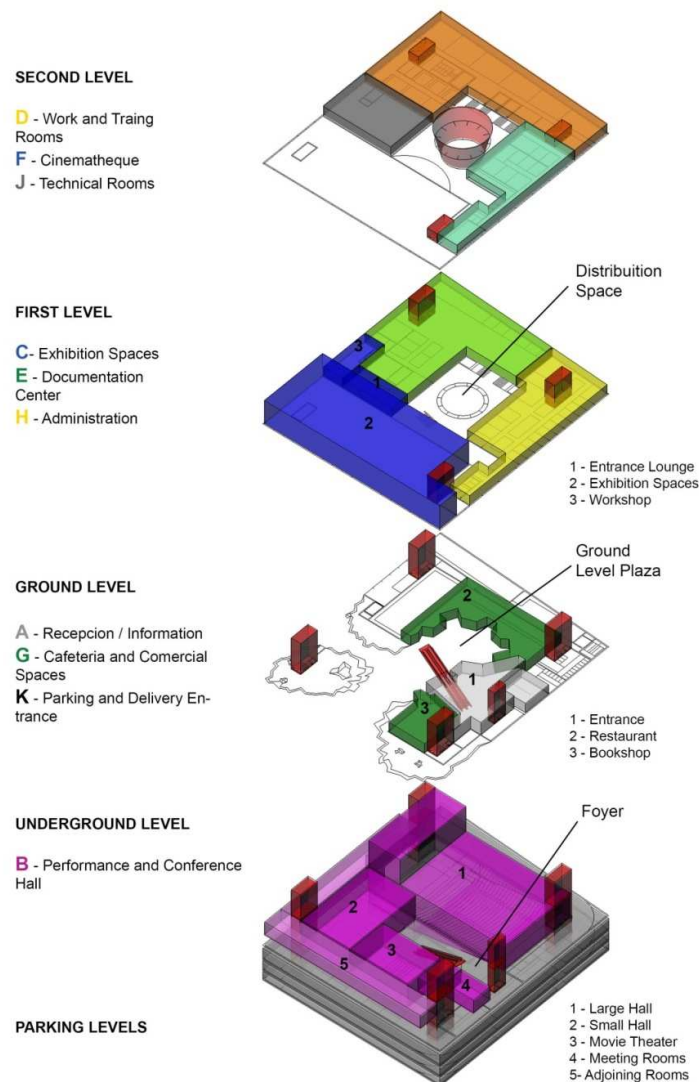 SECOND LEVEL
D - Work and Traing
Rooms
F - Cinematheque
J - Technical Rooms
Distribuition
Space
FIRST LEVEL
C- Exhibition Spaces
E - Documentation
Center
H - Administration
3
1
2
1 - Entrance Lounge
2 - Exhibition Spaces
3 - Workshop
Ground
Level Plaza
GROUND LEVEL
A - Recepcion / Information
G - Cafeteria and Comercial
Spaces
K - Parking and Delivery En-
trance
2
1
3
1 - Entrance
2 - Restaurant
3 - Bookshop
Foyer
UNDERGROUND LEVEL
B - Performance and Conference
Hall
1
2
3
5
4
PARKING LEVELS
1 - Large Hall
2 - Small Hall
3 - Movie Theater
4 - Meeting Rooms
5- Adjoining Rooms